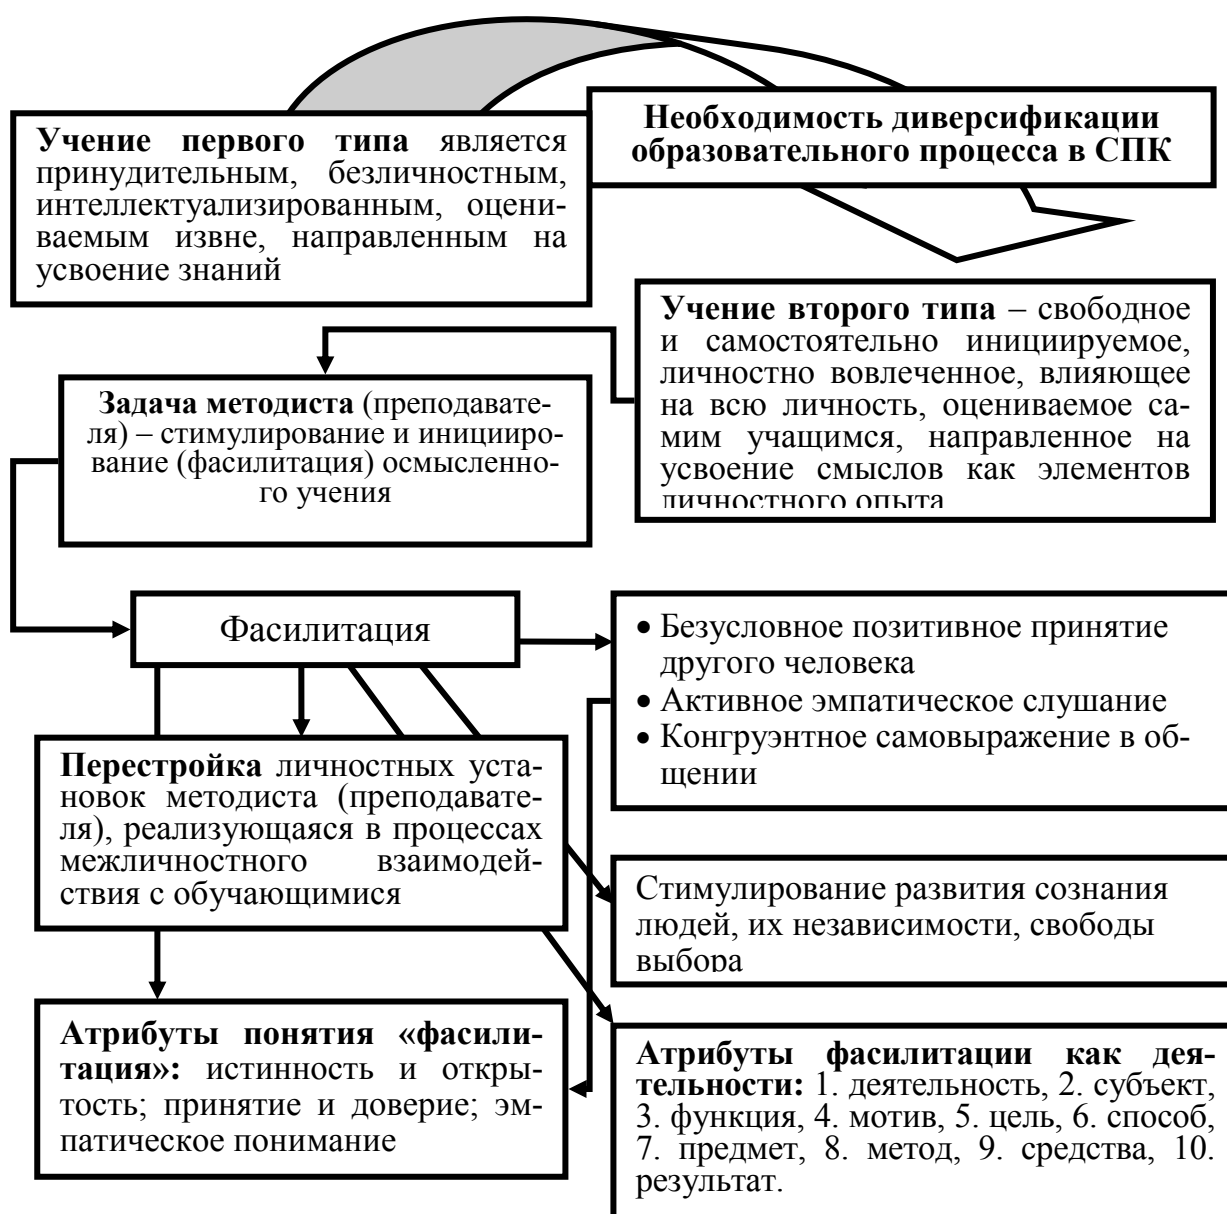 Необходимость диверсификации
образовательного процесса в СПК
Учение первого типа является
принудительным, безличностным,
интеллектуализированным, оцени-
ваемым извне, направленным на
усвоение знаний
Учение второго типа – свободное
и самостоятельно инициируемое,
личностно вовлеченное, влияющее
на всю личность, оцениваемое са-
мим учащимся, направленное на
усвоение смыслов как элементов
личностного опыта
Задача методиста (преподавате-
ля) – стимулирование и иницииро-
вание (фасилитация) осмысленно-
го учения
Фасилитация
• Безусловное позитивное принятие
другого человека
• Активное эмпатическое слушание
• Конгруэнтное самовыражение в об-
щении
Перестройка личностных уста-
новок методиста (преподавате-
ля), реализующаяся в процессах
межличностного взаимодей-
ствия с обучающимися
Стимулирование развития сознания
людей, их независимости, свободы
выбора
Атрибуты понятия «фасили-
тация»: истинность и откры-
тость; принятие и доверие; эм-
патическое понимание
Атрибуты фасилитации как дея-
тельности: 1. деятельность, 2. субъект,
3. функция, 4. мотив, 5. цель, 6. способ,
7. предмет, 8. метод, 9. средства, 10.
результат.